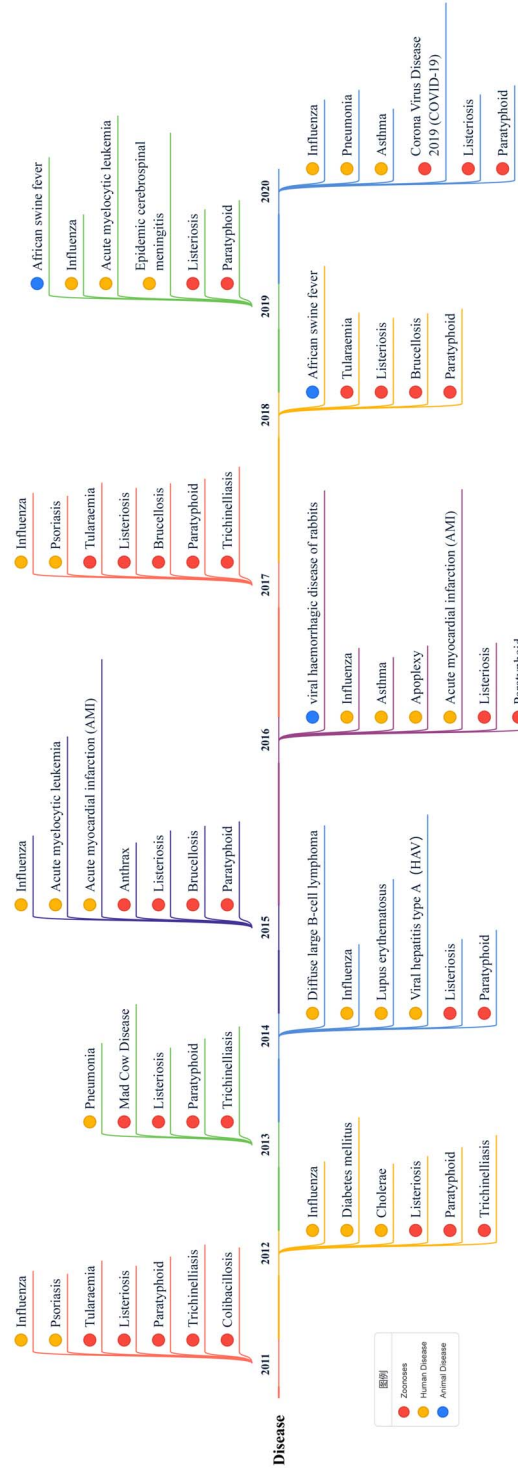 Disease
2011
Influenza
Psoriasis
Tularaemia
Listeriosis
Paratyphoid
Trichinelliasis
Colibacillosis
2012
Influenza
Diabetes mellitus
Cholerae
Listeriosis
Paratyphoid
Trichinelliasis
2013
Pneumonia
Mad Cow Disease
Listeriosis
Paratyphoid
Trichinelliasis
2014
Diffuse large B-cell lymphoma
Influenza
Lupus erythematosus
Viral hepatitis type A（HAV）
Listeriosis
Paratyphoid
2015
Influenza
Acute myelocytic leukemia
Acute myocardial infarction (AMI)
Anthrax
Listeriosis
Brucellosis
Paratyphoid
2016
viral haemorrhagic disease of rabbits
Influenza
Asthma
Apoplexy
Acute myocardial infarction (AMI)
Listeriosis
2017
Influenza
Psoriasis
Tularaemia
Listeriosis
Brucellosis
Paratyphoid
Trichinelliasis
2018
African swine fever
Tularaemia
Listeriosis
Brucellosis
Paratyphoid
2019
African swine fever
Influenza
Acute myelocytic leukemia
Epidemic cerebrospinal
meningitis
Listeriosis
Paratyphoid
2020
Influenza
Pneumonia
Asthma
Corona Virus Disease
2019 (COVID-19)
Listeriosis
Paratyphoid
图例
Zoonoses
Human Disease
Animal Disease